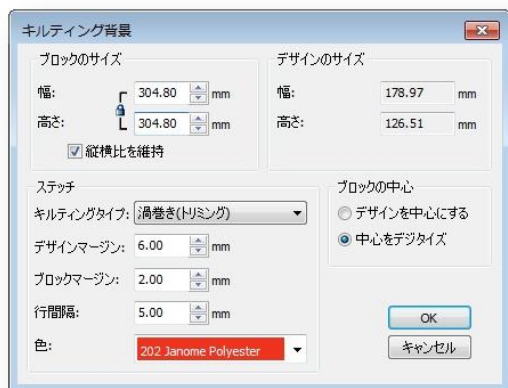 キルティング背景
ブロックのサイズ
幅: 304.80 mm
高さ: 304.80 mm
縦横比を維持
デザインのサイズ
幅: 178.97 mm
高さ: 126.51 mm
ステッチ
キルティングタイプ: 渦巻き(トリミング)
デザインマージン: 6.00 mm
ブロックマージン: 2.00 mm
行間隔: 5.00 mm
色: 202 Janome Polyester
ブロックの中心
デザインを中心にする
中心をデジタイズ
OK
キャンセル